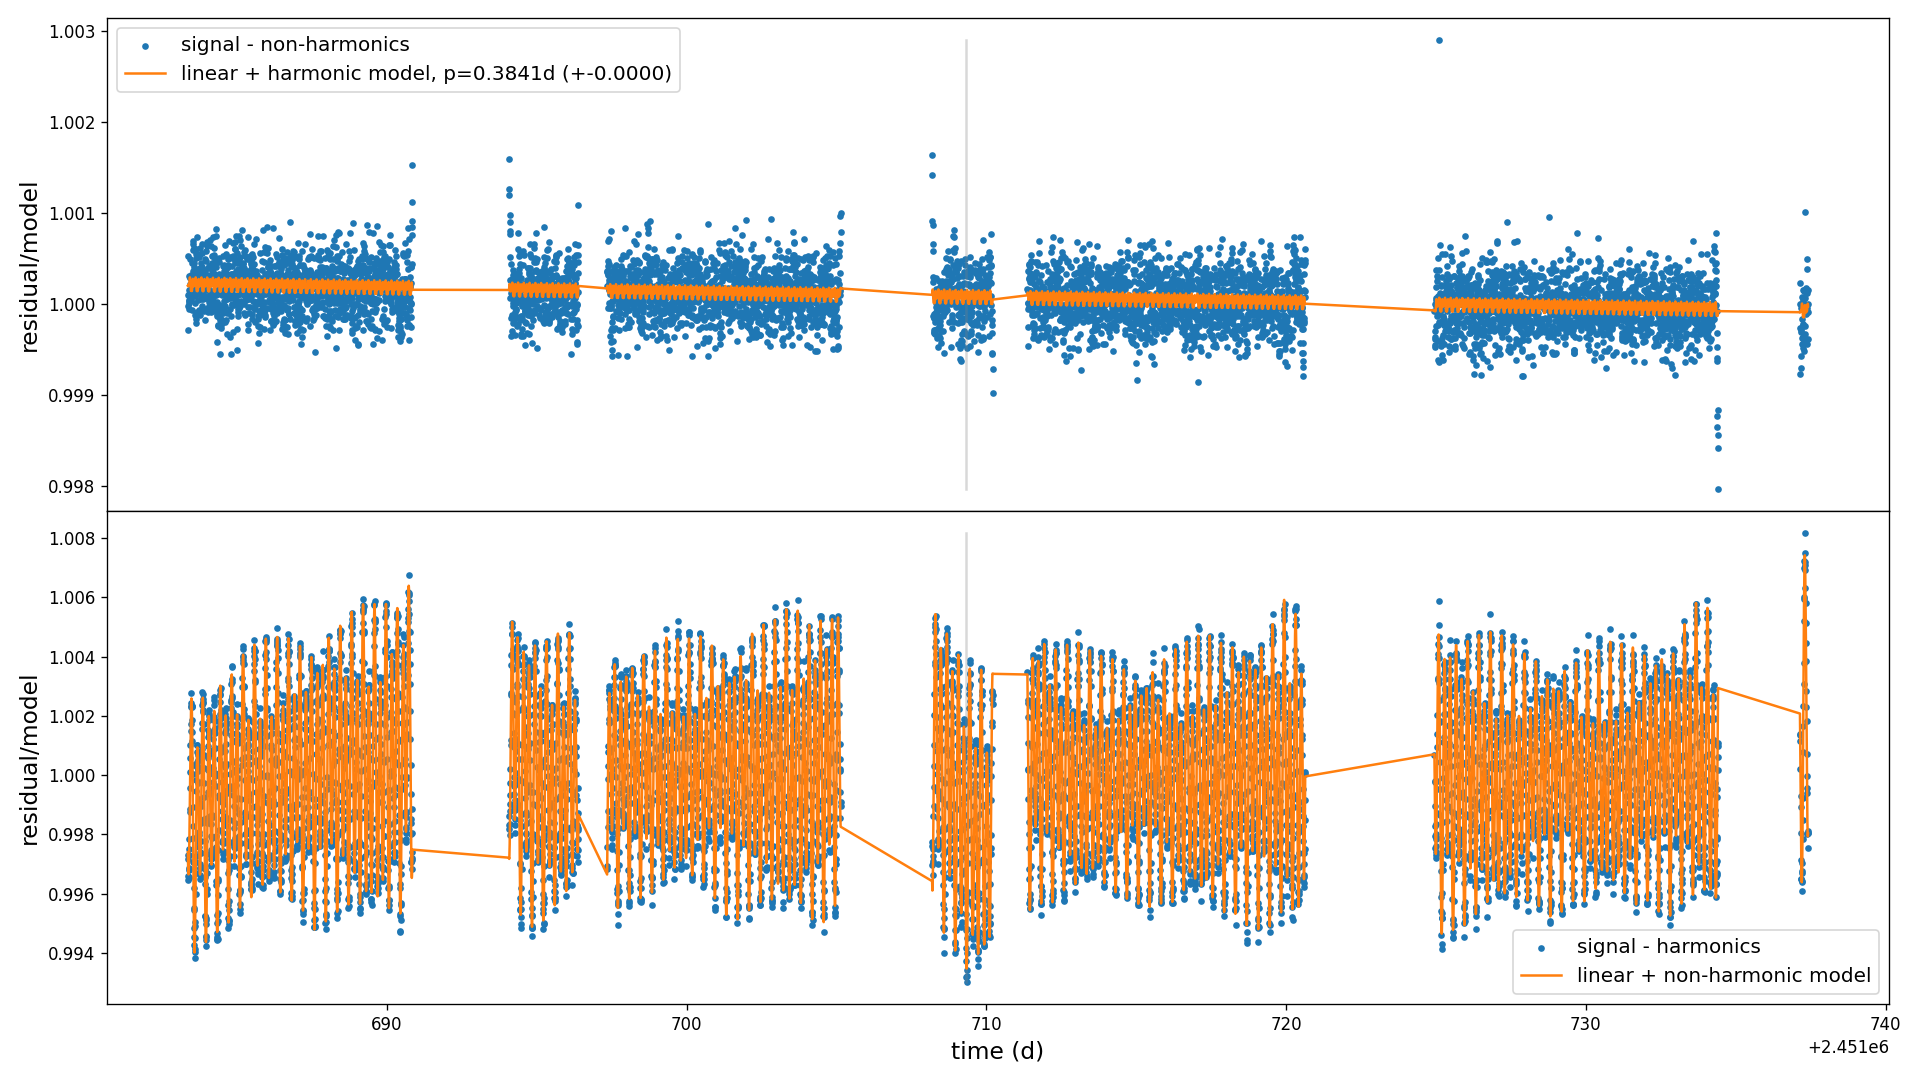 signal - non-harmonics
linear + harmonic model, p=0.3841d (+-0.0000)
residual/model
1.003
1.002
1.001
1.000
0.999
0.998
residual/model
1.008
1.006
1.004
1.002
1.000
0.998
0.996
0.994
signal - harmonics
linear + non-harmonic model
690
700
710
720
730
740
time (d)
+2.451e6